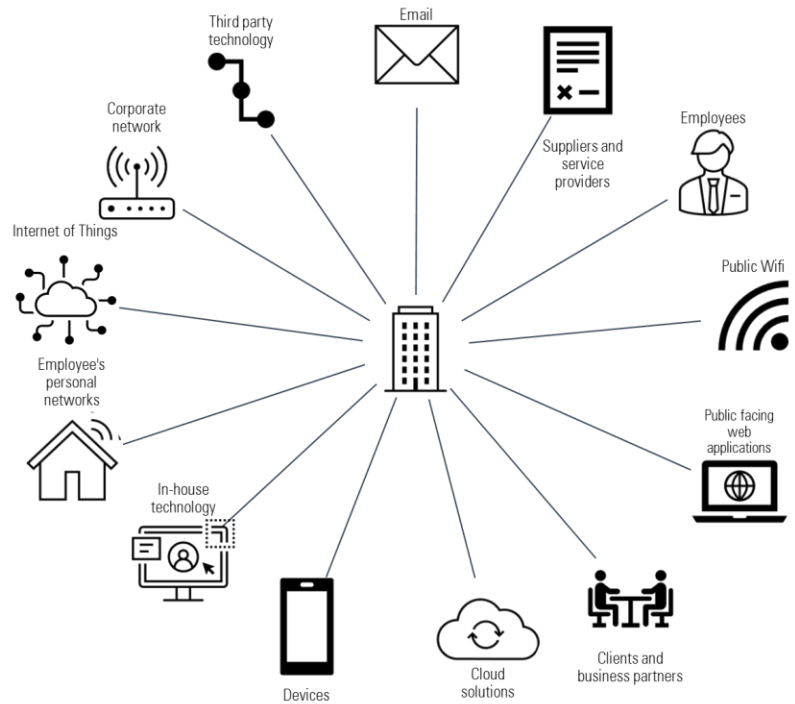 Email
Third party
technology
Corporate
network
Suppliers and
service
providers
Employees
Internet of Things
Public Wifi
Employee's
personal
networks
Public facing
web
applications
In-house
technology
Clients and
business partners
Cloud
solutions
Devices